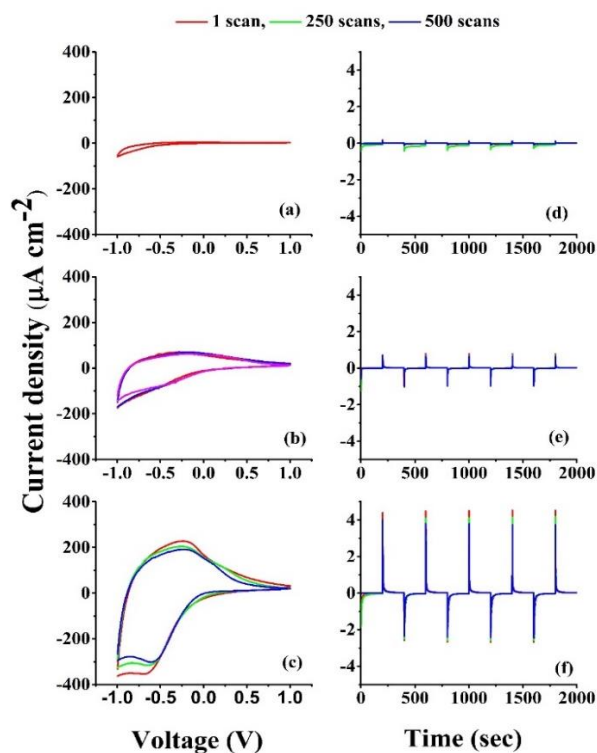 1 scan, 250 scans, 500 scans
Current density (µA cm-2)
400
200
0
-200
-400
-1.0 -0.5 0.0 0.5 1.0
(a)
4
2
0
-2
-4
0 500 1000 1500 2000
(d)
400
200
0
-200
-400
-1.0 -0.5 0.0 0.5 1.0
(b)
4
2
0
-2
-4
0 500 1000 1500 2000
(e)
400
200
0
-200
-400
-1.0 -0.5 0.0 0.5 1.0
(c)
4
2
0
-2
-4
0 500 1000 1500 2000
(f)
Voltage (V)
Time (sec)